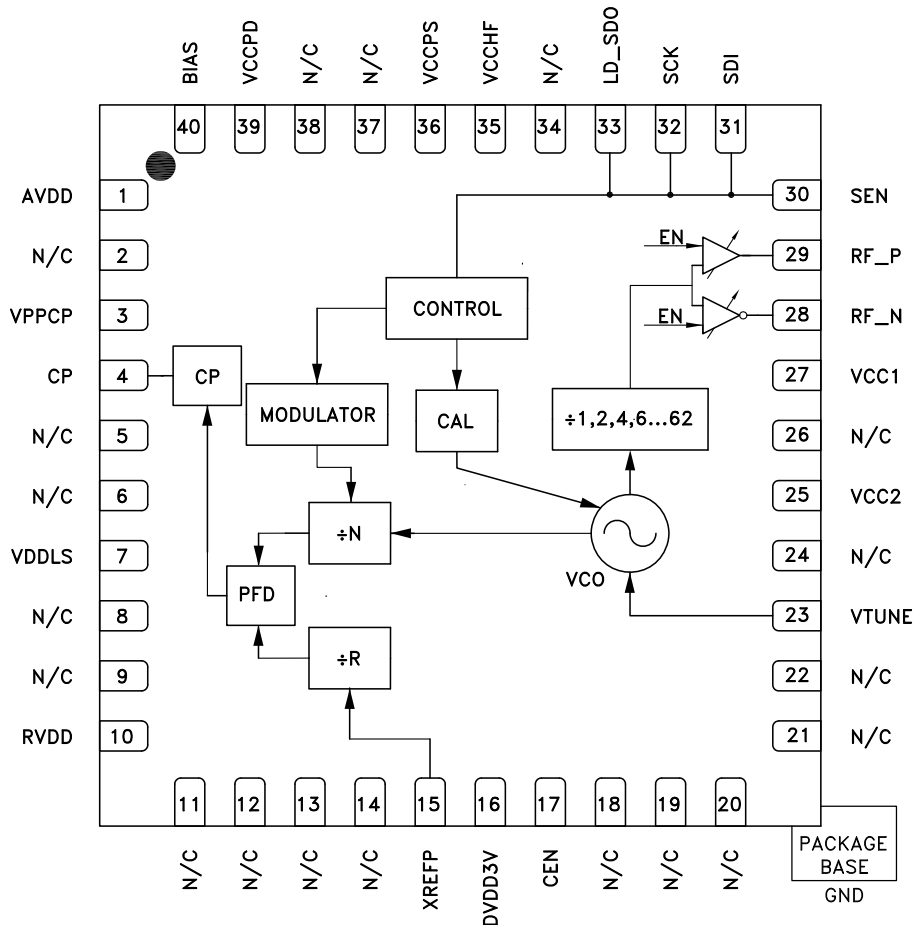 BIAS
VCCPD
N/C
N/C
VCCPS
VCCHF
N/C
LD_SDO
SCK
SDI
40
39
38
37
36
35
34
33
32
31
AVDD
1
30
SEN
N/C
2
EN
29
RF_P
VPPCP
3
CONTROL
EN
28
RF_N
CP
4
CP
27
VCC1
MODULATOR
CAL
÷1,2,4,6...62
N/C
5
26
N/C
N/C
6
25
VCC2
÷N
VDDLS
7
VCO
24
N/C
PFD
N/C
8
23
VTUNE
÷R
N/C
9
22
N/C
RVDD
10
21
N/C
11
12
13
14
15
16
17
18
19
20
N/C
N/C
N/C
N/C
XREFP
DVDD3V
CEN
N/C
N/C
N/C
PACKAGE
BASE
GND